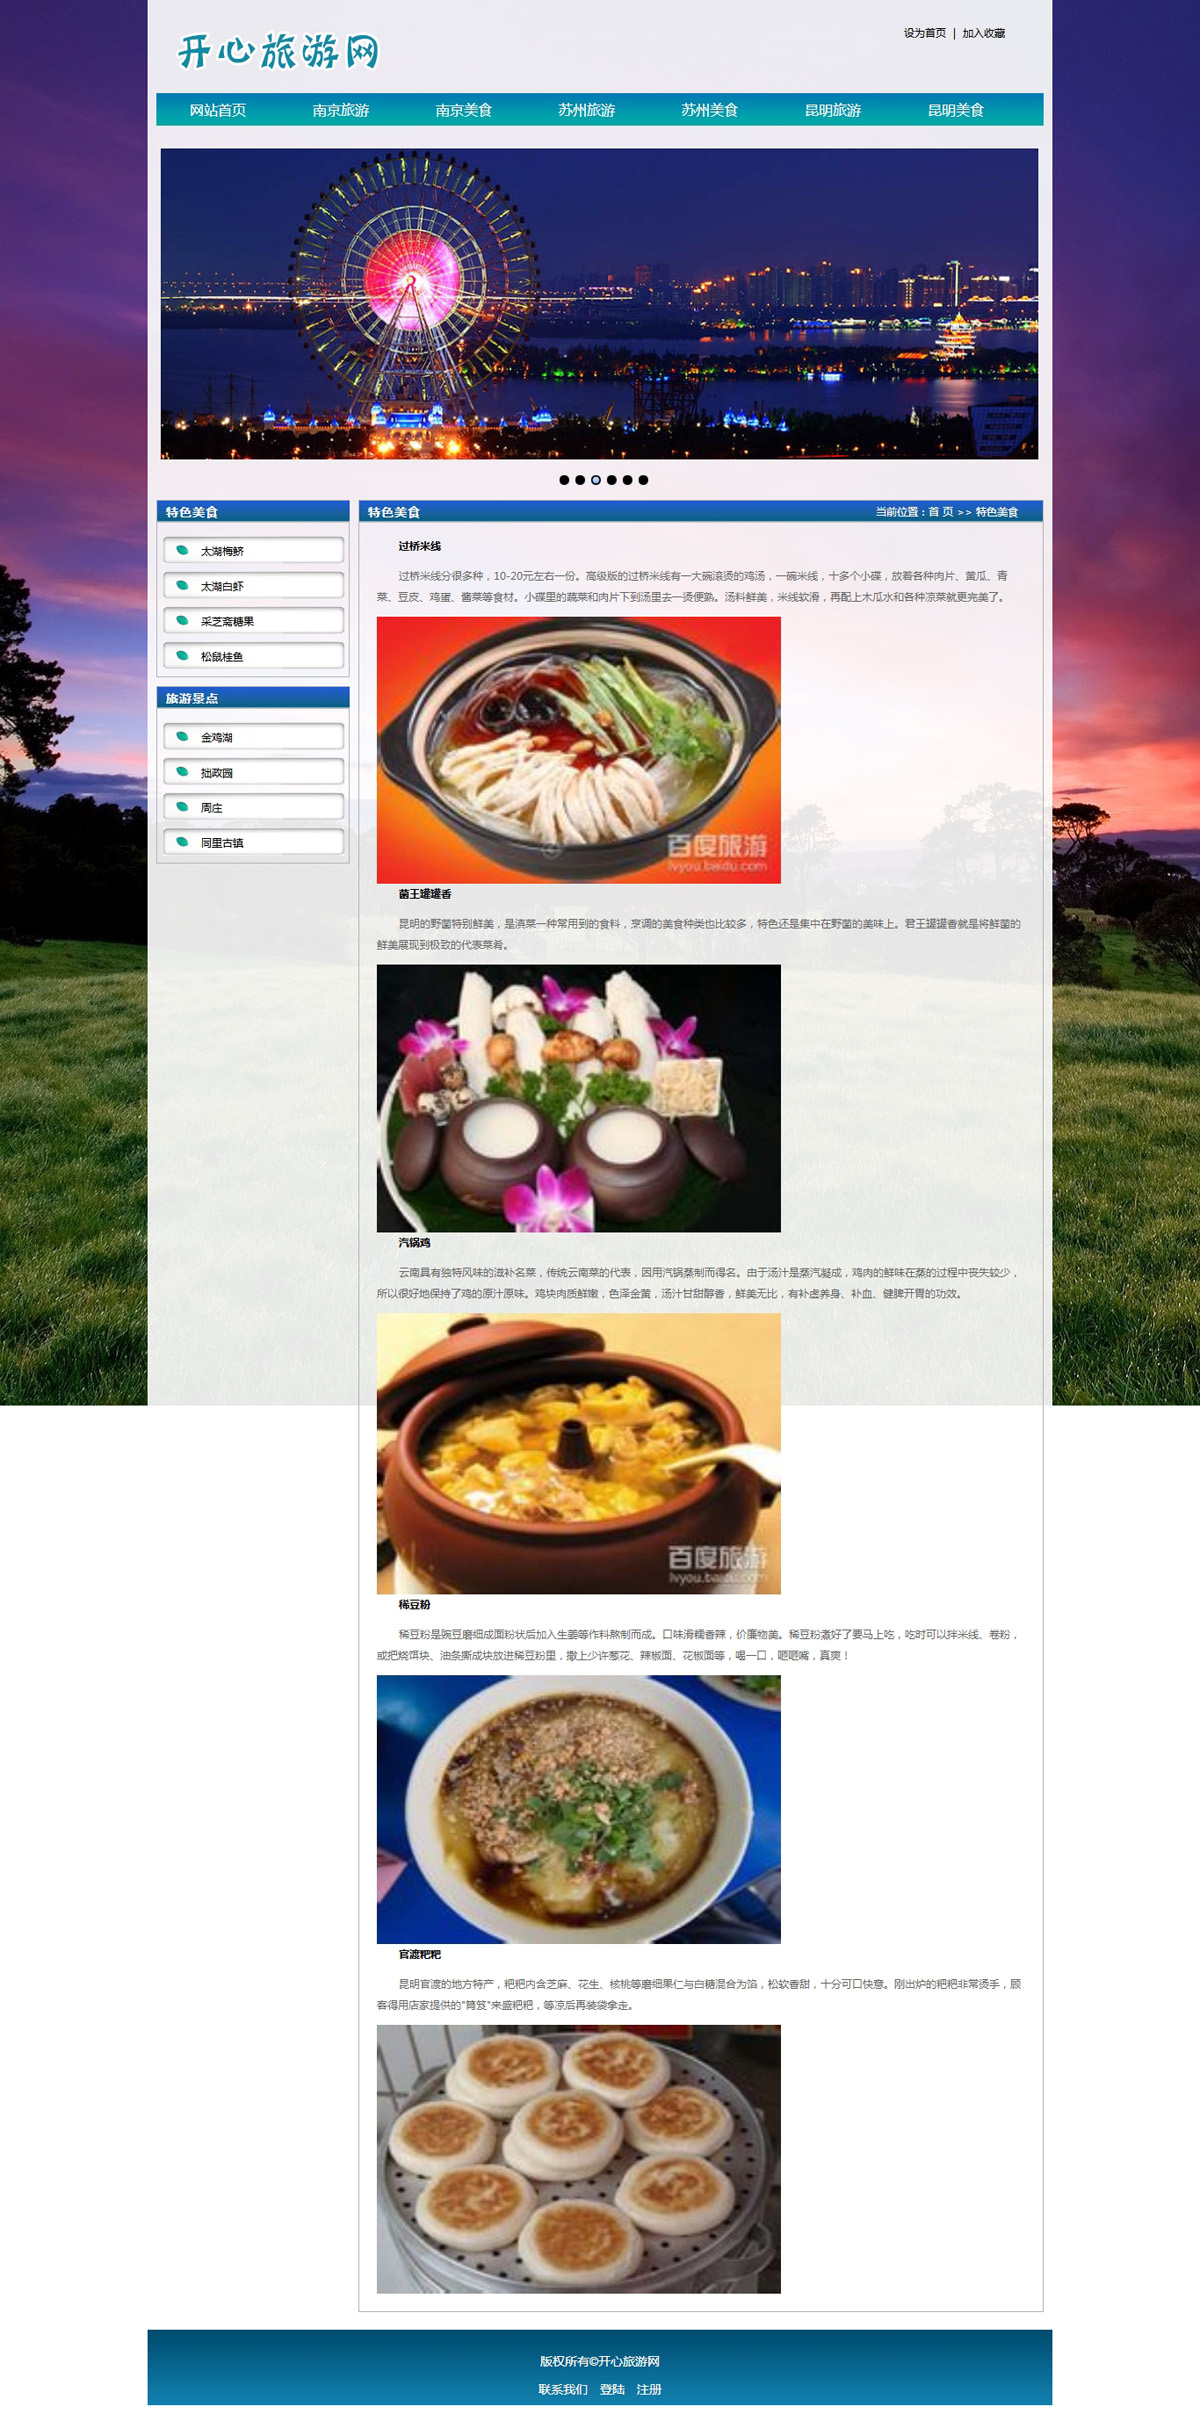 开心旅游网
设为首页 | 加入收藏
网站首页 南京旅游 南京美食 苏州旅游 苏州美食 昆明旅游 昆明美食
特色美食
太湖梅鲚
太湖白虾
采芝斋糖果
松鼠桂鱼
旅游景点
金鸡湖
拙政园
周庄
同里古镇
特色美食 当前位置：首 页 >> 特色美食
过桥米线
过桥米线分很多种，10-20元左右一份。高级版的过桥米线有一大碗滚烫的鸡汤，一碗米线，十多个小碟，放着各种肉片、黄瓜、青
菜、豆皮、鸡蛋、酱菜等食材。小碟里的蔬菜和肉片下到汤里去一烫便熟。汤料鲜美，米线软滑，再配上木瓜水和各种凉菜就更完美了。
百度旅游
lvyou.baidu.com
菌王罐罐香
昆明的野菌特别鲜美，是滇菜一种常用到的食料，烹调的美食种类也比较多，特色还是集中在野菌的美味上。君王罐罐香就是将鲜菌的
鲜美展现到极致的代表菜肴。
汽锅鸡
云南具有独特风味的滋补名菜，传统云南菜的代表，因用汽锅蒸制而得名。由于汤汁是蒸汽凝成，鸡肉的鲜味在蒸的过程中丧失较少，
所以很好地保持了鸡的原汁原味。鸡块肉质鲜嫩，色泽金黄，汤汁甘甜醇香，鲜美无比，有补虚养身、补血、健脾开胃的功效。
百度旅游
lvyou.baidu.com
稀豆粉
稀豆粉是豌豆磨细成面粉状后加入生姜等作料熬制而成。口味滑糯香辣，价廉物美。稀豆粉煮好了要马上吃，吃时可以拌米线、卷粉，
或把烧饵块、油条撕成块放进稀豆粉里，撒上少许葱花、辣椒面、花椒面等，喝一口，咂咂嘴，真爽！
官渡粑粑
昆明官渡的地方特产，粑粑内含芝麻、花生、核桃等磨细果仁与白糖混合为馅，松软香甜，十分可口快意。刚出炉的粑粑非常烫手，顾
客得用店家提供的"筲笈"来盛粑粑，等凉后再装袋拿走。
版权所有©开心旅游网
联系我们 登陆 注册